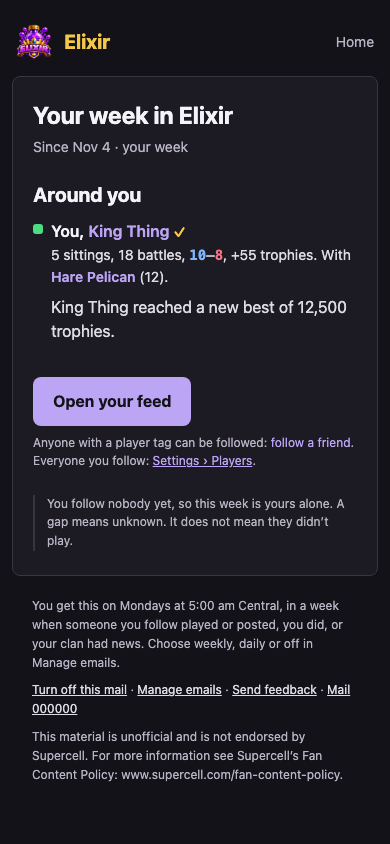 ELIXIR
Elixir
Home
Your week in Elixir
Since Nov 4 · your week
Around you
You, King Thing ✓
5 sittings, 18 battles, 10–8, +55 trophies. With
Hare Pelican (12).
King Thing reached a new best of 12,500
trophies.
Open your feed
Anyone with a player tag can be followed: follow a friend.
Everyone you follow: Settings › Players.
You follow nobody yet, so this week is yours alone. A
gap means unknown. It does not mean they didn’t
play.
You get this on Mondays at 5:00 am Central, in a week
when someone you follow played or posted, you did, or
your clan had news. Choose weekly, daily or off in
Manage emails.
Turn off this mail · Manage emails · Send feedback · Mail
000000
This material is unofficial and is not endorsed by
Supercell. For more information see Supercell’s Fan
Content Policy: www.supercell.com/fan-content-policy.